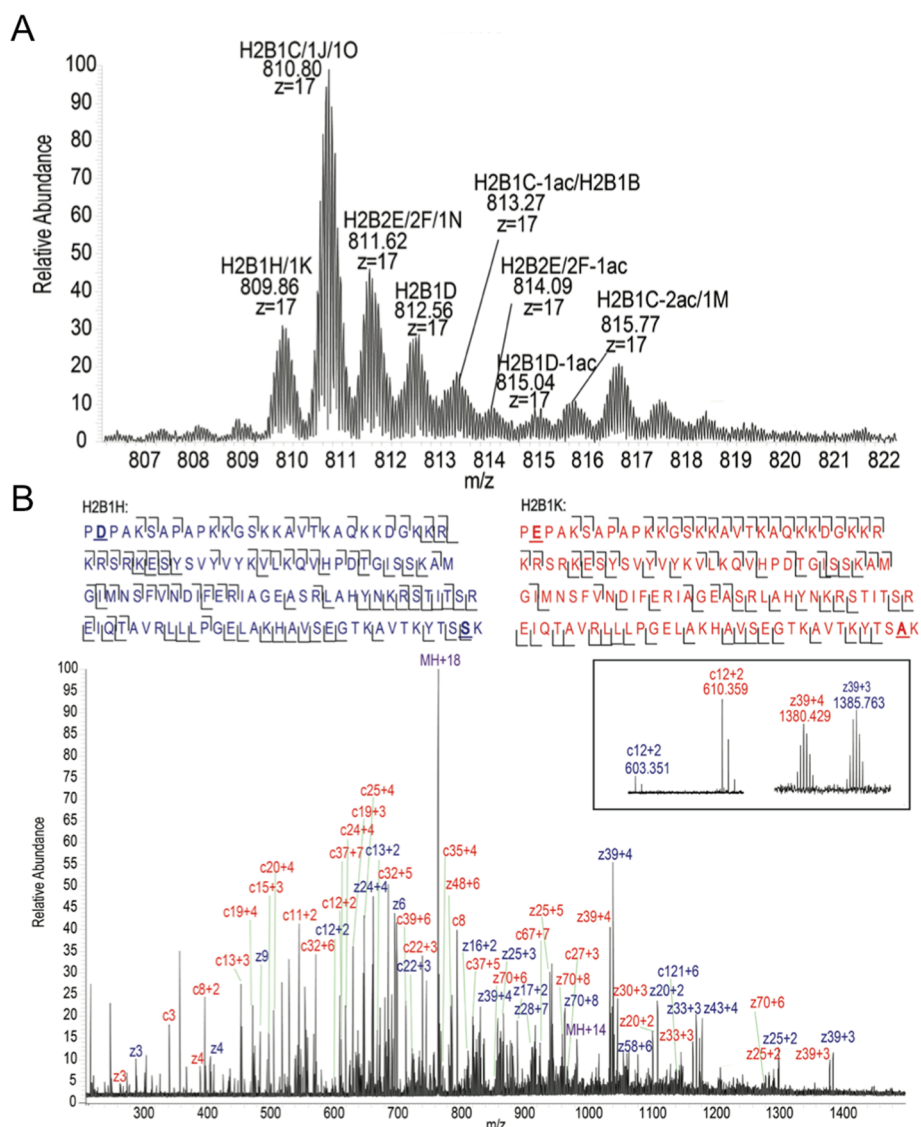 A
H2B1C/1J/1O
810.80
z=17
H2B2E/2F/1N
811.62
z=17
H2B1H/1K
809.86
z=17
H2B1D
812.56
z=17
H2B1C-1ac/H2B1B
813.27
z=17
H2B2E/2F-1ac
814.09
z=17
H2B1D-1ac
815.04
z=17
H2B1C-2ac/1M
815.77
z=17
Relative Abundance
100
90
80
70
60
50
40
30
20
10
0
807 808 809 810 811 812 813 814 815 816 817 818 819 820 821 822
m/z
B
H2B1H:
PDPAKSAPAPKKGSKKAVTKAQKKDGKKR
KRSRKESYSVYVYKVLKQVHPDTGISSKAM
GIMNSFVNDIFERIAGEASRLAHYNKRSTITSR
EIQTAVRLLLPGELAKHAVSEGTKAVTKYTSSK
H2B1K:
PEPAKSAPAPKKGSKKAVTKAQKKDGKKR
KRSRKESYSVYVYKVLKQVHPDTGISSKAM
GIMNSFVNDIFERIAGEASRLAHYNKRSTITSR
EIQTAVRLLLPGELAKHAVSEGTKAVTKYTSAK
MH+18
c12+2
610.359
c12+2
603.351
z39+4
1380.429
z39+3
1385.763
Relative Abundance
100
95
90
85
80
75
70
65
60
55
50
45
40
35
30
25
20
15
10
5
0
c25+4
c19+3
c24+4
c37+7
c13+2
c20+4
c15+3
z24+4
c32+5
c12+2
z6
c19+4
c11+2
c12+2
c39+6
c13+3
z9
c32+6
c22+3
c22+3
c8+2
c3
z3
z4
z4
z3
c35+4
z48+6
c8
z16+2
c37+5
z25+3
z70+6
z39+4
z17+2
z28+7
z25+5
c67+7
c27+3
z70+8
z70+8
MH+14
z39+4
z39+4
z30+3
z20+2
z58+6
c121+6
z20+2
z33+3
z43+4
z33+3
z70+6
z25+2
z25+2
z39+3
z39+3
300 400 500 600 700 800 900 1000 1100 1200 1300 1400
m/z